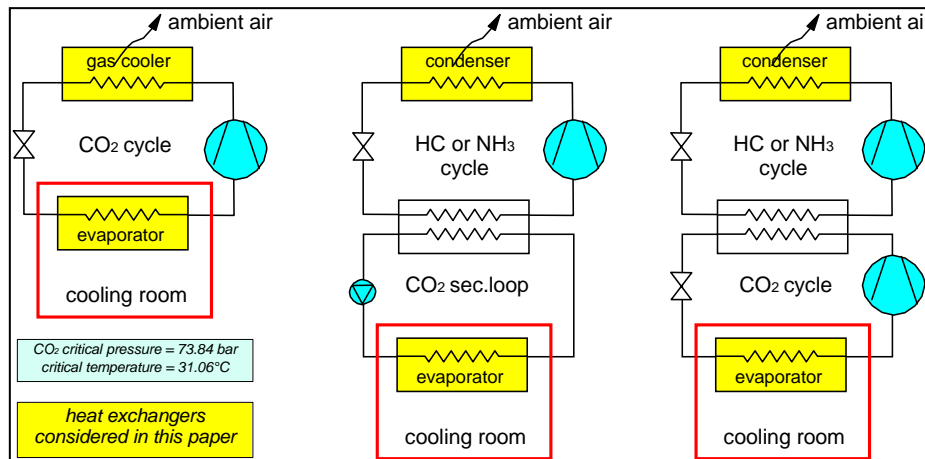 ambient air
gas cooler
CO₂ cycle
evaporator
cooling room
CO₂ critical pressure = 73.84 bar
critical temperature = 31.06°C
heat exchangers
considered in this paper
ambient air
condenser
HC or NH₃
cycle
CO₂ sec.loop
evaporator
cooling room
ambient ai
condenser
HC or NH₃
cycle
CO₂ cycle
evaporator
cooling room